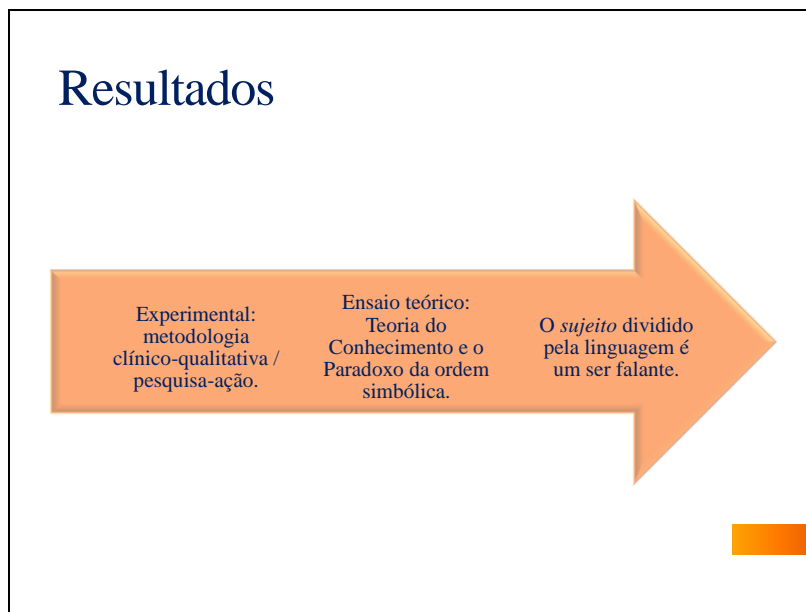 Resultados
Experimental:
metodologia
clínico-qualitativa /
pesquisa-ação.
Ensaio teórico:
Teoria do
Conhecimento e o
Paradoxo da ordem
simbólica.
O sujeito dividido
pela linguagem é
um ser falante.